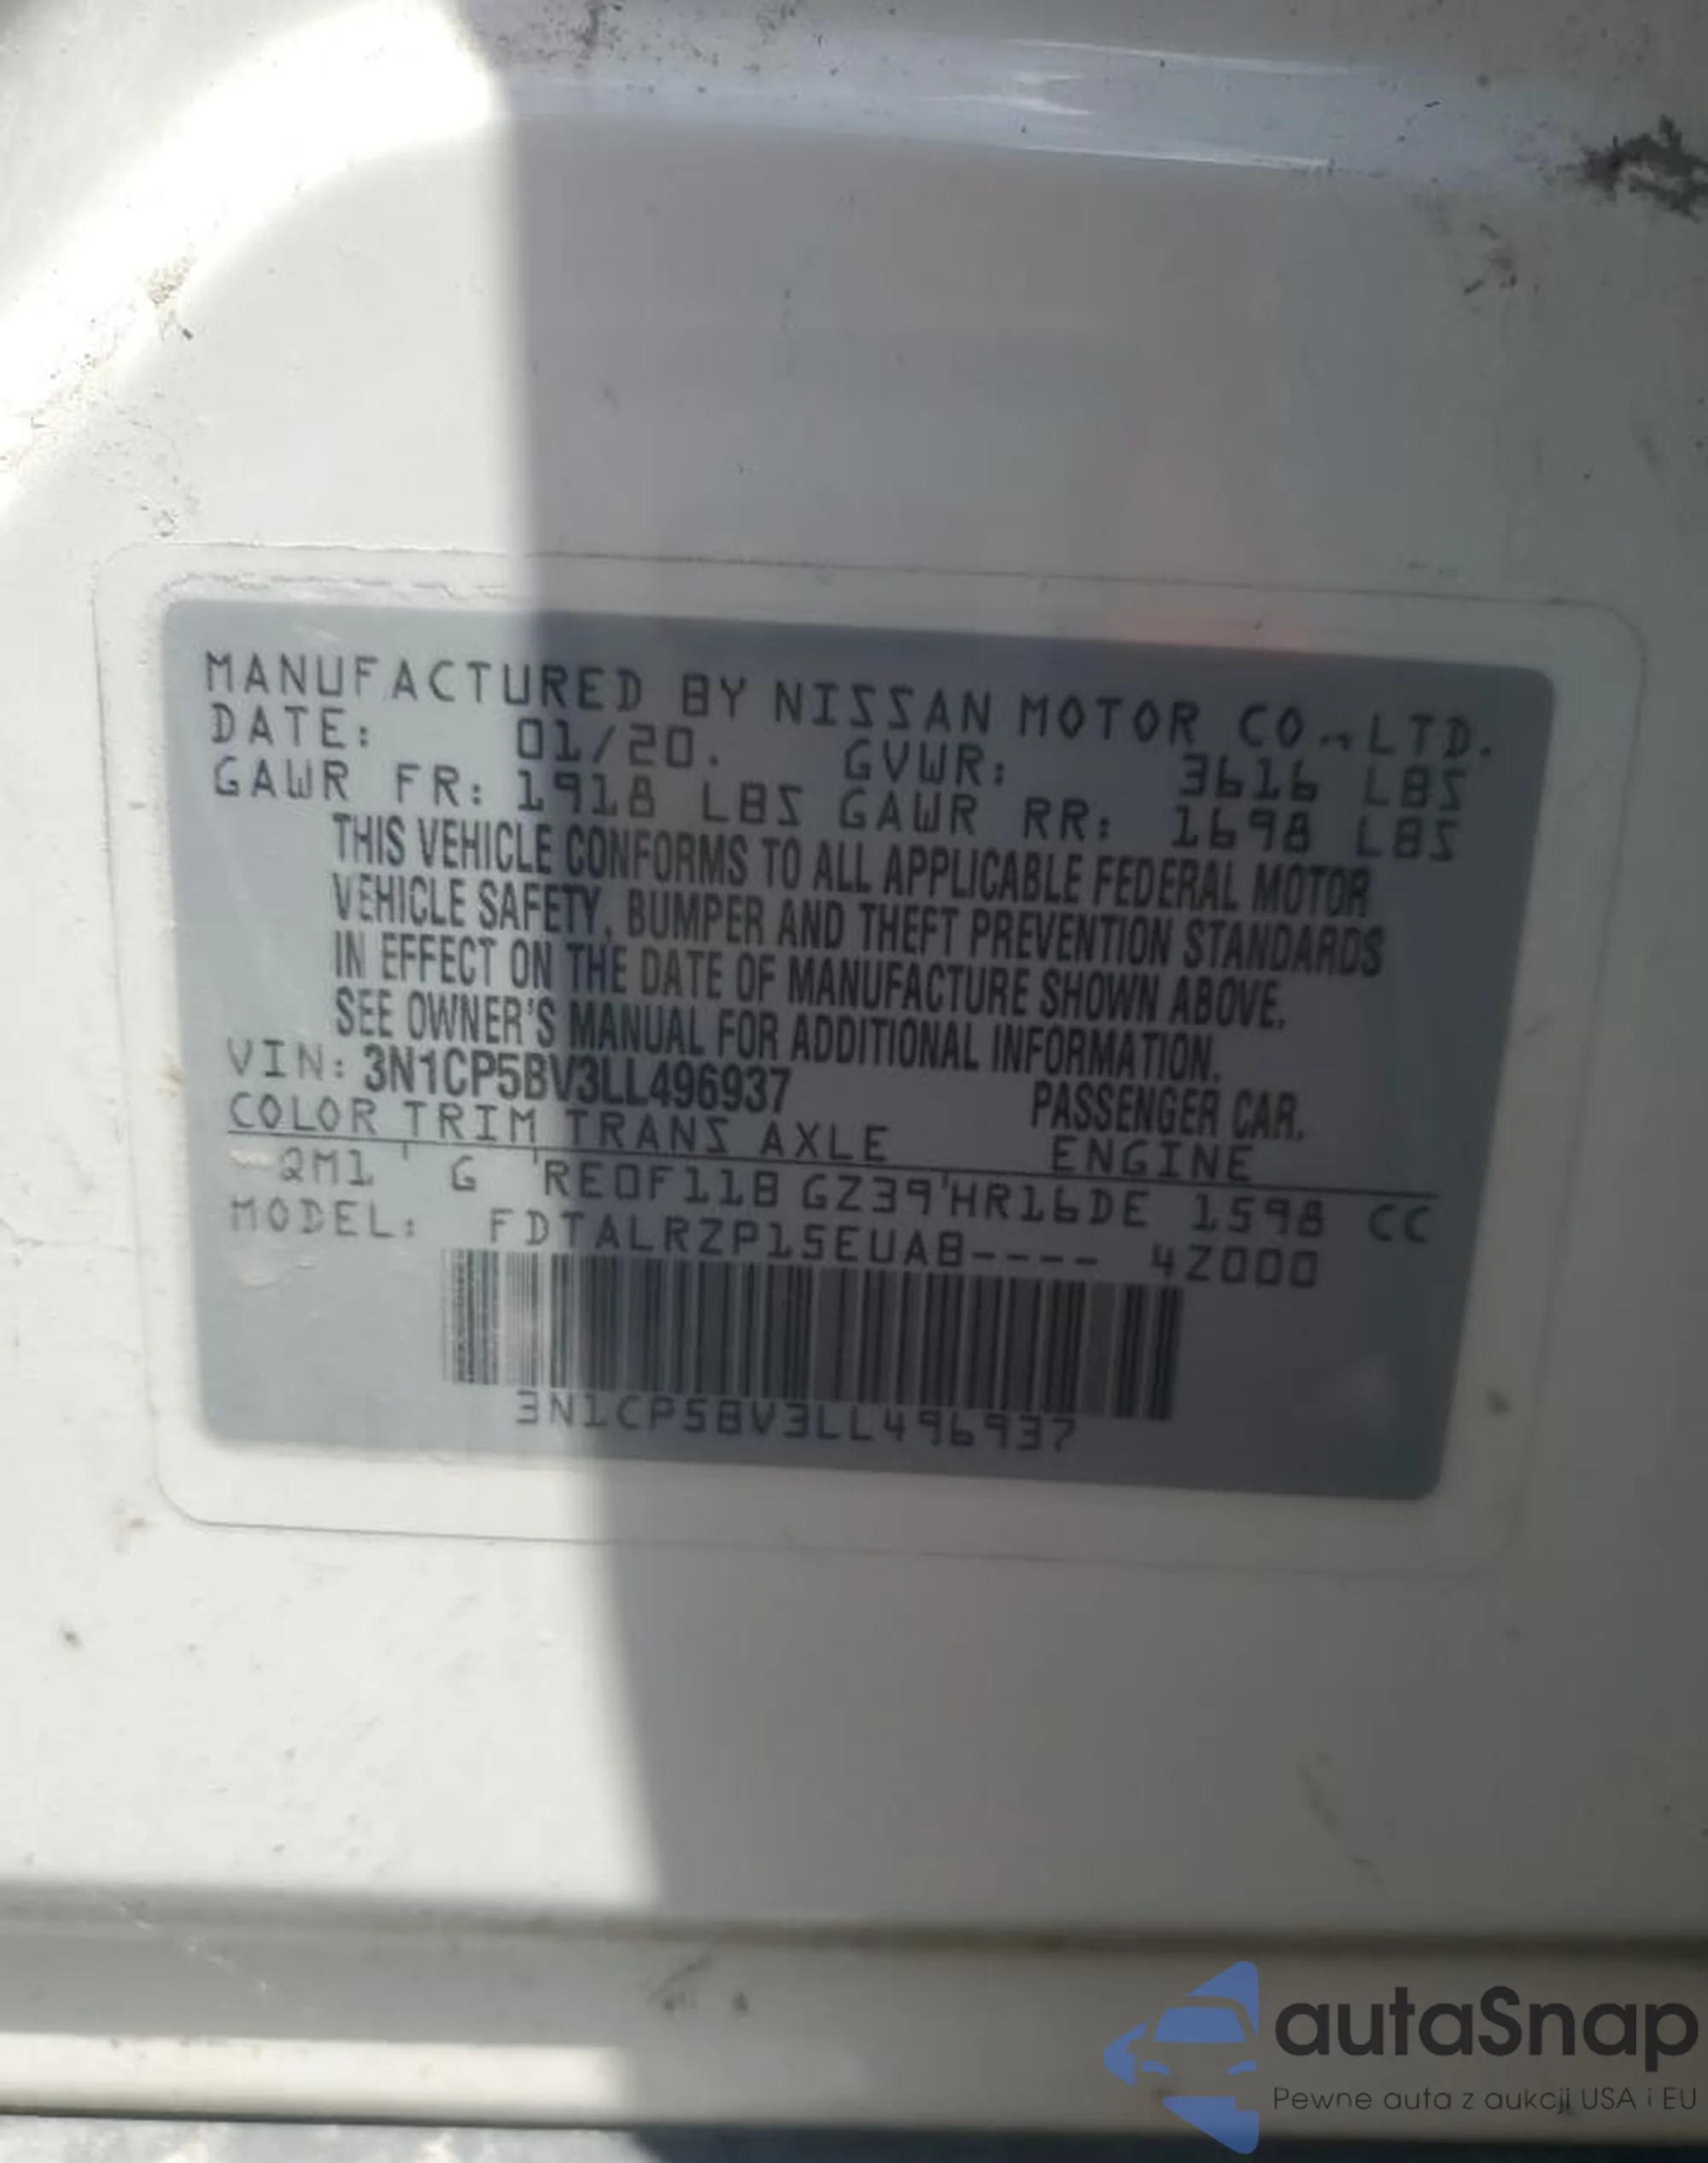 MANUFACTURED BY NISSAN MOTOR CO., LTD.
DATE: 01/20. GVWR: 3616 LBS
GAWR FR: 1918 LBS GAWR RR: 1698 LBS
THIS VEHICLE CONFORMS TO ALL APPLICABLE FEDERAL MOTOR
VEHICLE SAFETY, BUMPER AND THEFT PREVENTION STANDARDS
IN EFFECT ON THE DATE OF MANUFACTURE SHOWN ABOVE.
SEE OWNER'S MANUAL FOR ADDITIONAL INFORMATION.
VIN: 3N1CP5BV3LL496937 PASSENGER CAR.
COLOR TRIM TRANS AXLE ENGINE
QM1 G RE0F11B GZ39 HR16DE 1598 CC
MODEL: FDTALRZP15EUA8---- 4Z000
3N1CP5BV3LL496937
autaSnap
Pewne auta z aukcji USA i EU